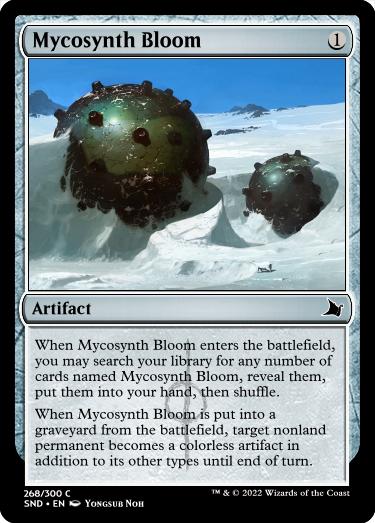 Mycosynth Bloom 1
Artifact
When Mycosynth Bloom enters the battlefield,
you may search your library for any number of
cards named Mycosynth Bloom, reveal them,
put them into your hand, then shuffle.
When Mycosynth Bloom is put into a
graveyard from the battlefield, target nonland
permanent becomes a colorless artifact in
addition to its other types until end of turn.
268/300 C
SND • EN Yongsub Noh
™ & © 2022 Wizards of the Coast